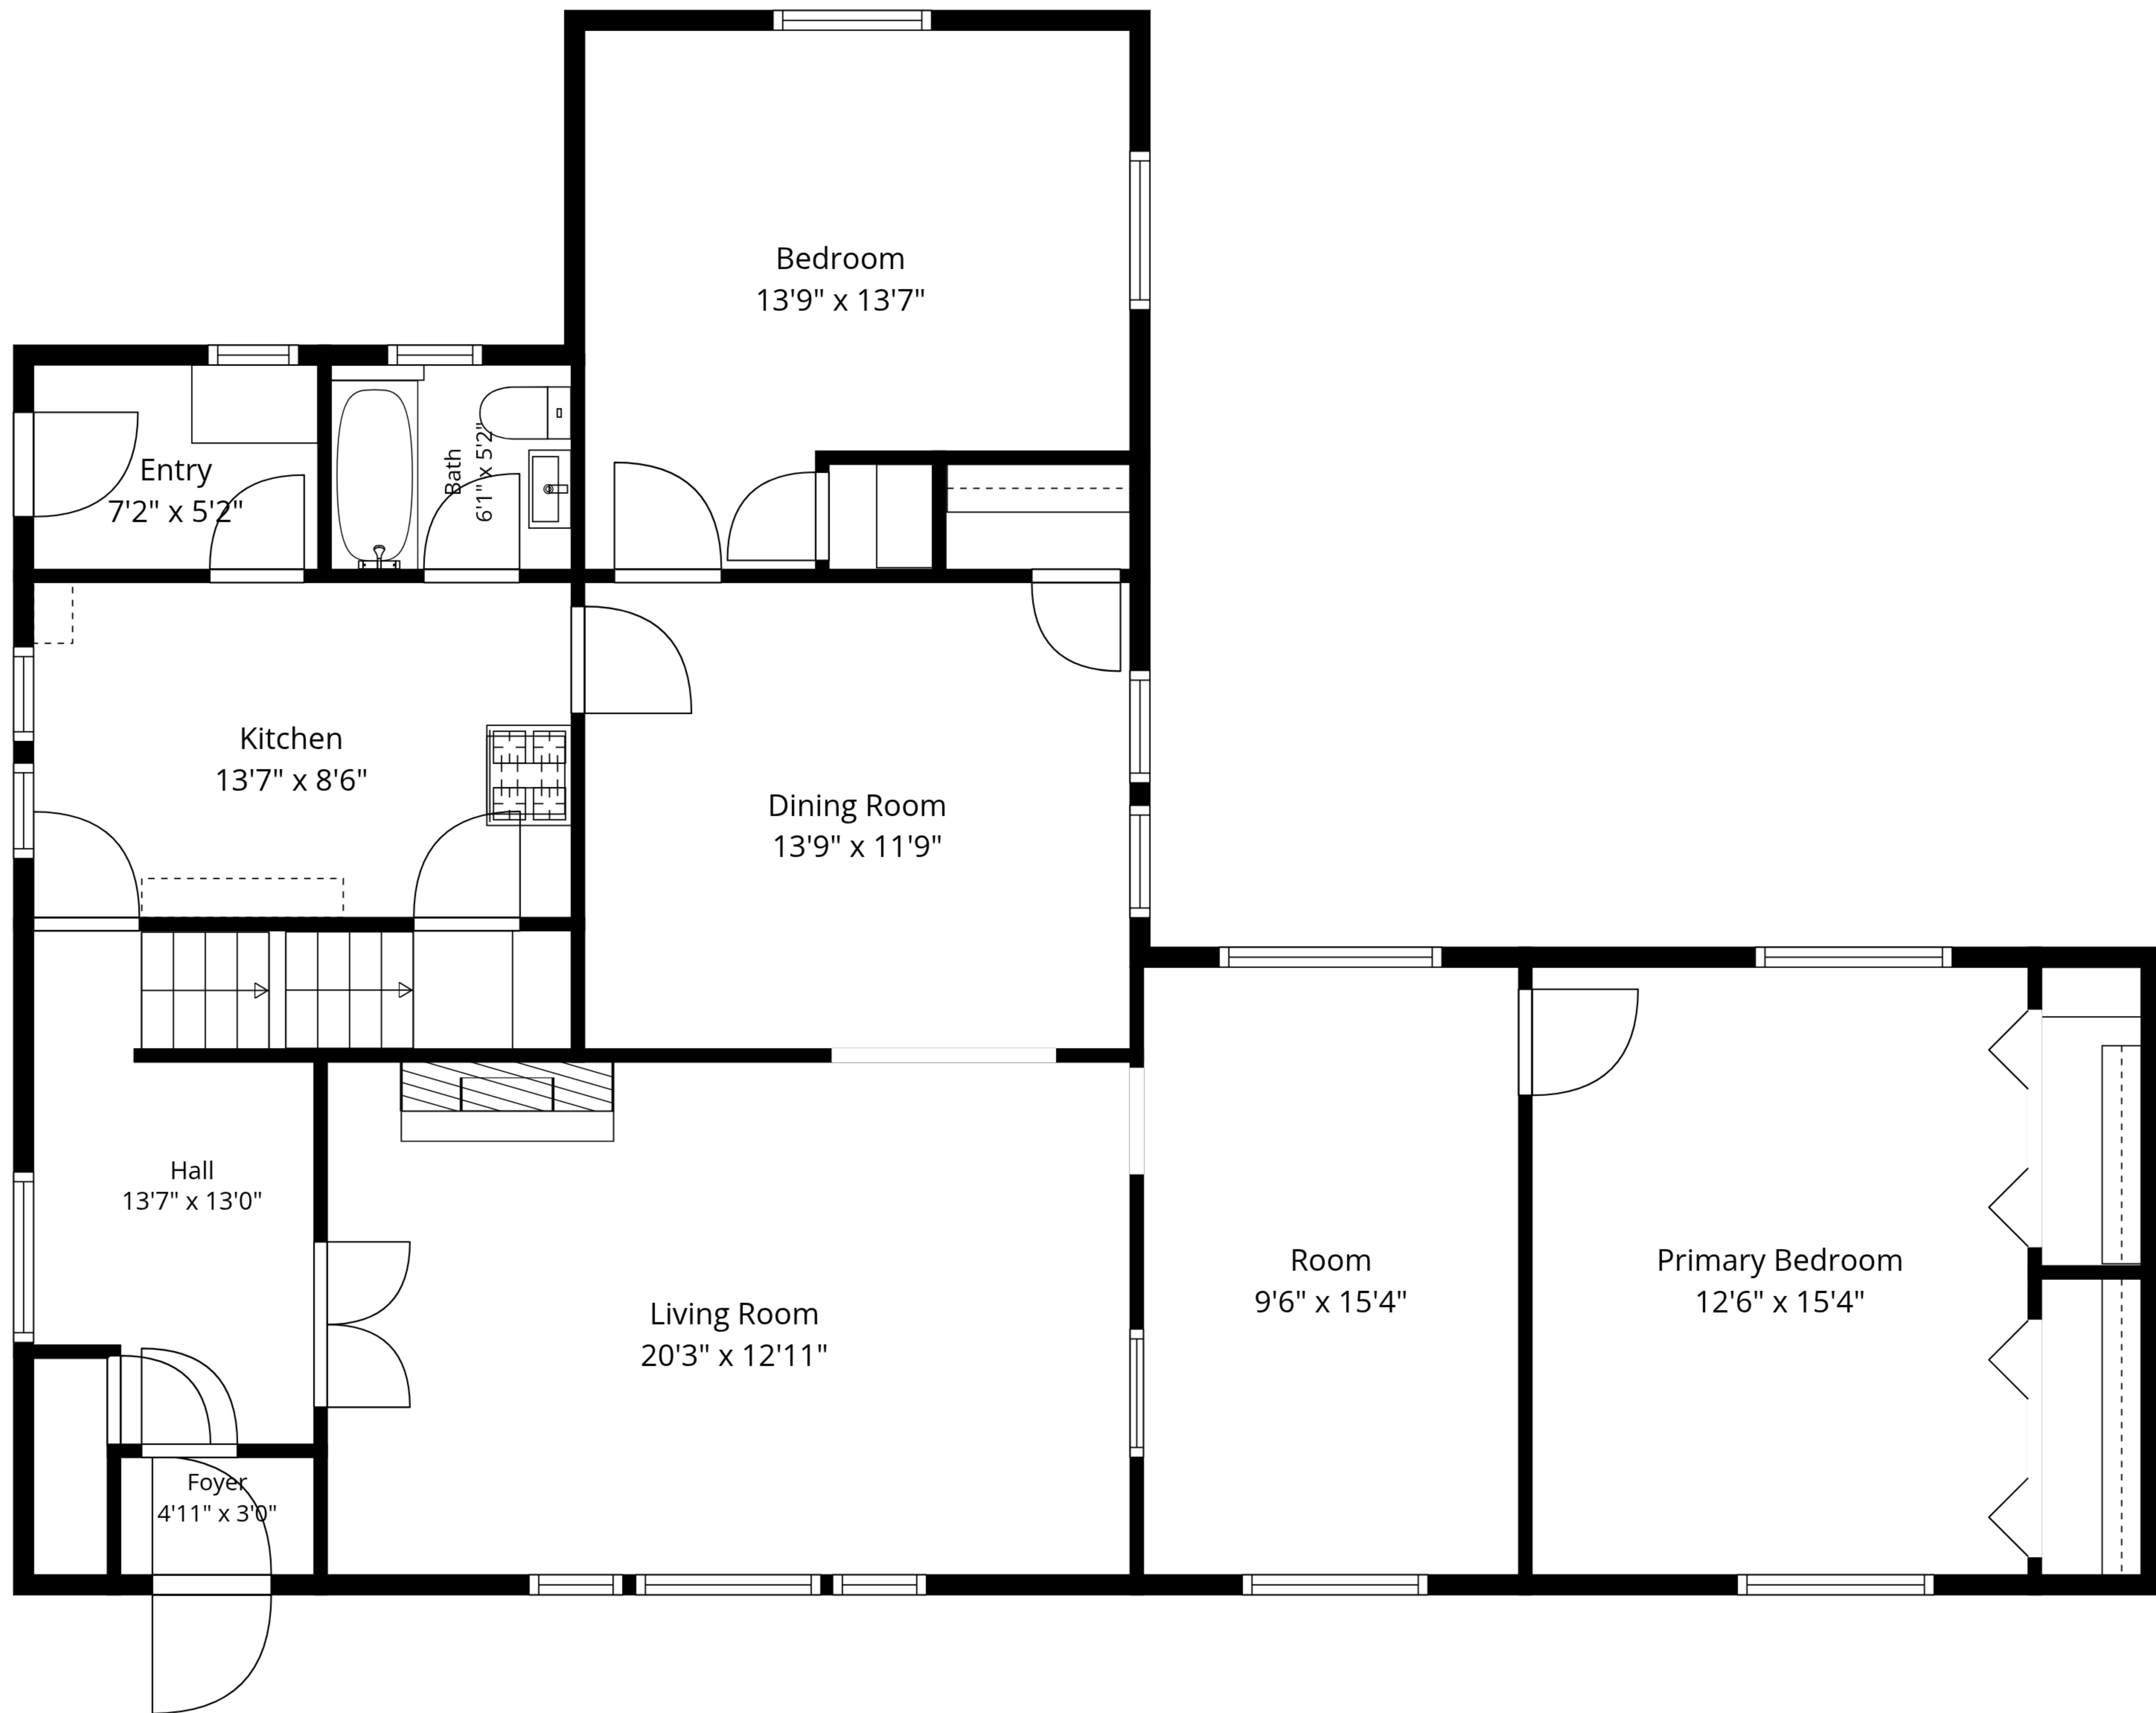 Bedroom
13'9" x 13'7"
Entry
7'2" x 5'2"
Bath
6'1" x 5'2"
Kitchen
13'7" x 8'6"
Dining Room
13'9" x 11'9"
Hall
13'7" x 13'0"
Living Room
20'3" x 12'11"
Room
9'6" x 15'4"
Primary Bedroom
12'6" x 15'4"
Foyer
4'11" x 3'0"